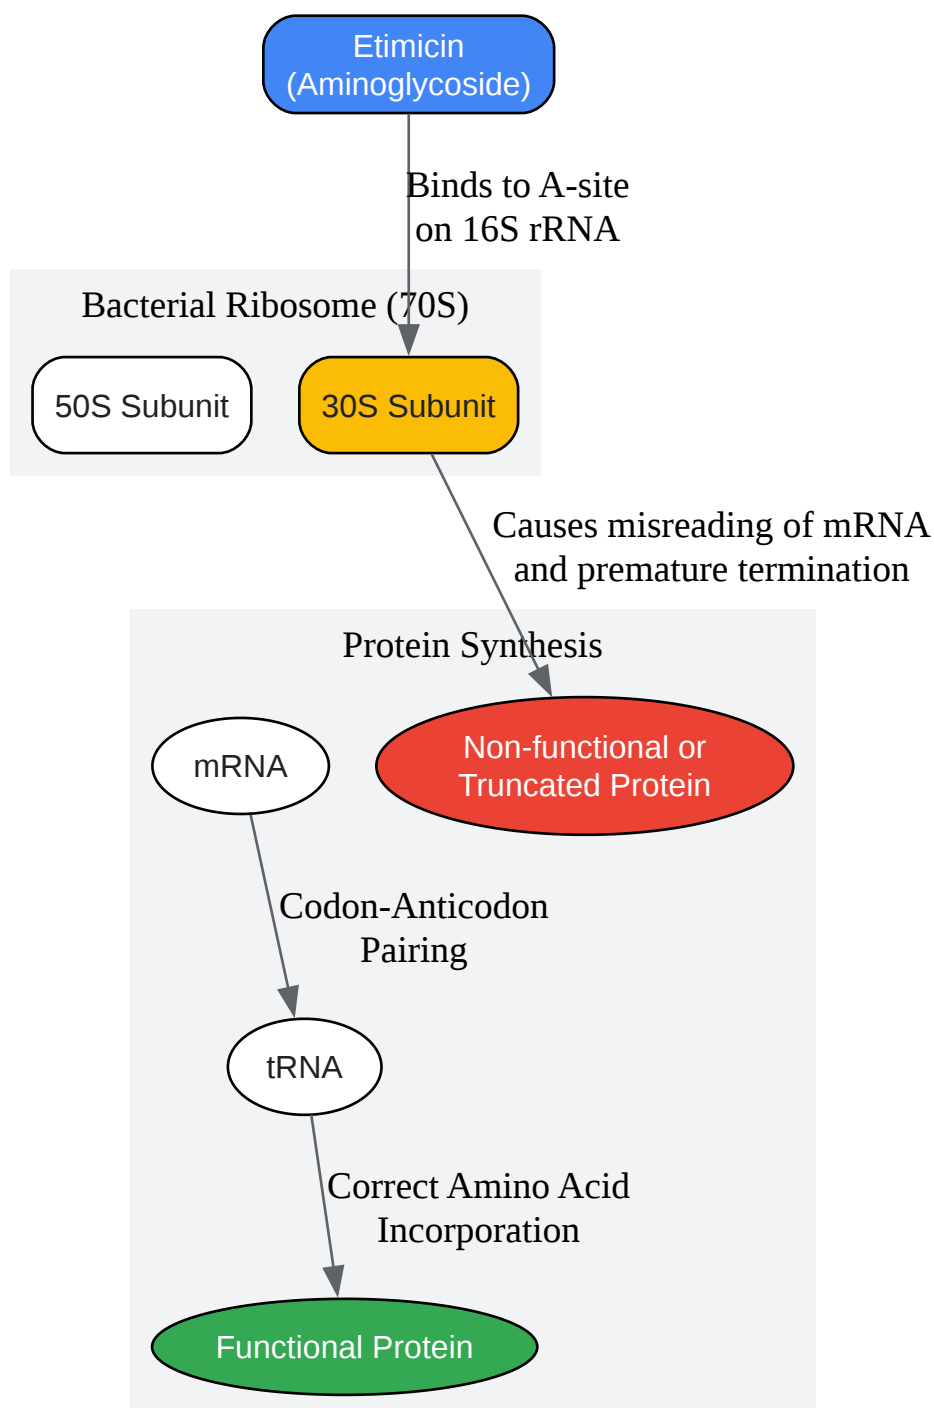 Etimicin
(Aminoglycoside)
Binds to A-site
on 16S rRNA
Bacterial Ribosome (70S)
50S Subunit
30S Subunit
Causes misreading of mRNA
and premature termination
Protein Synthesis
mRNA
Non-functional or
Truncated Protein
Codon-Anticodon
Pairing
tRNA
Correct Amino Acid
Incorporation
Functional Protein